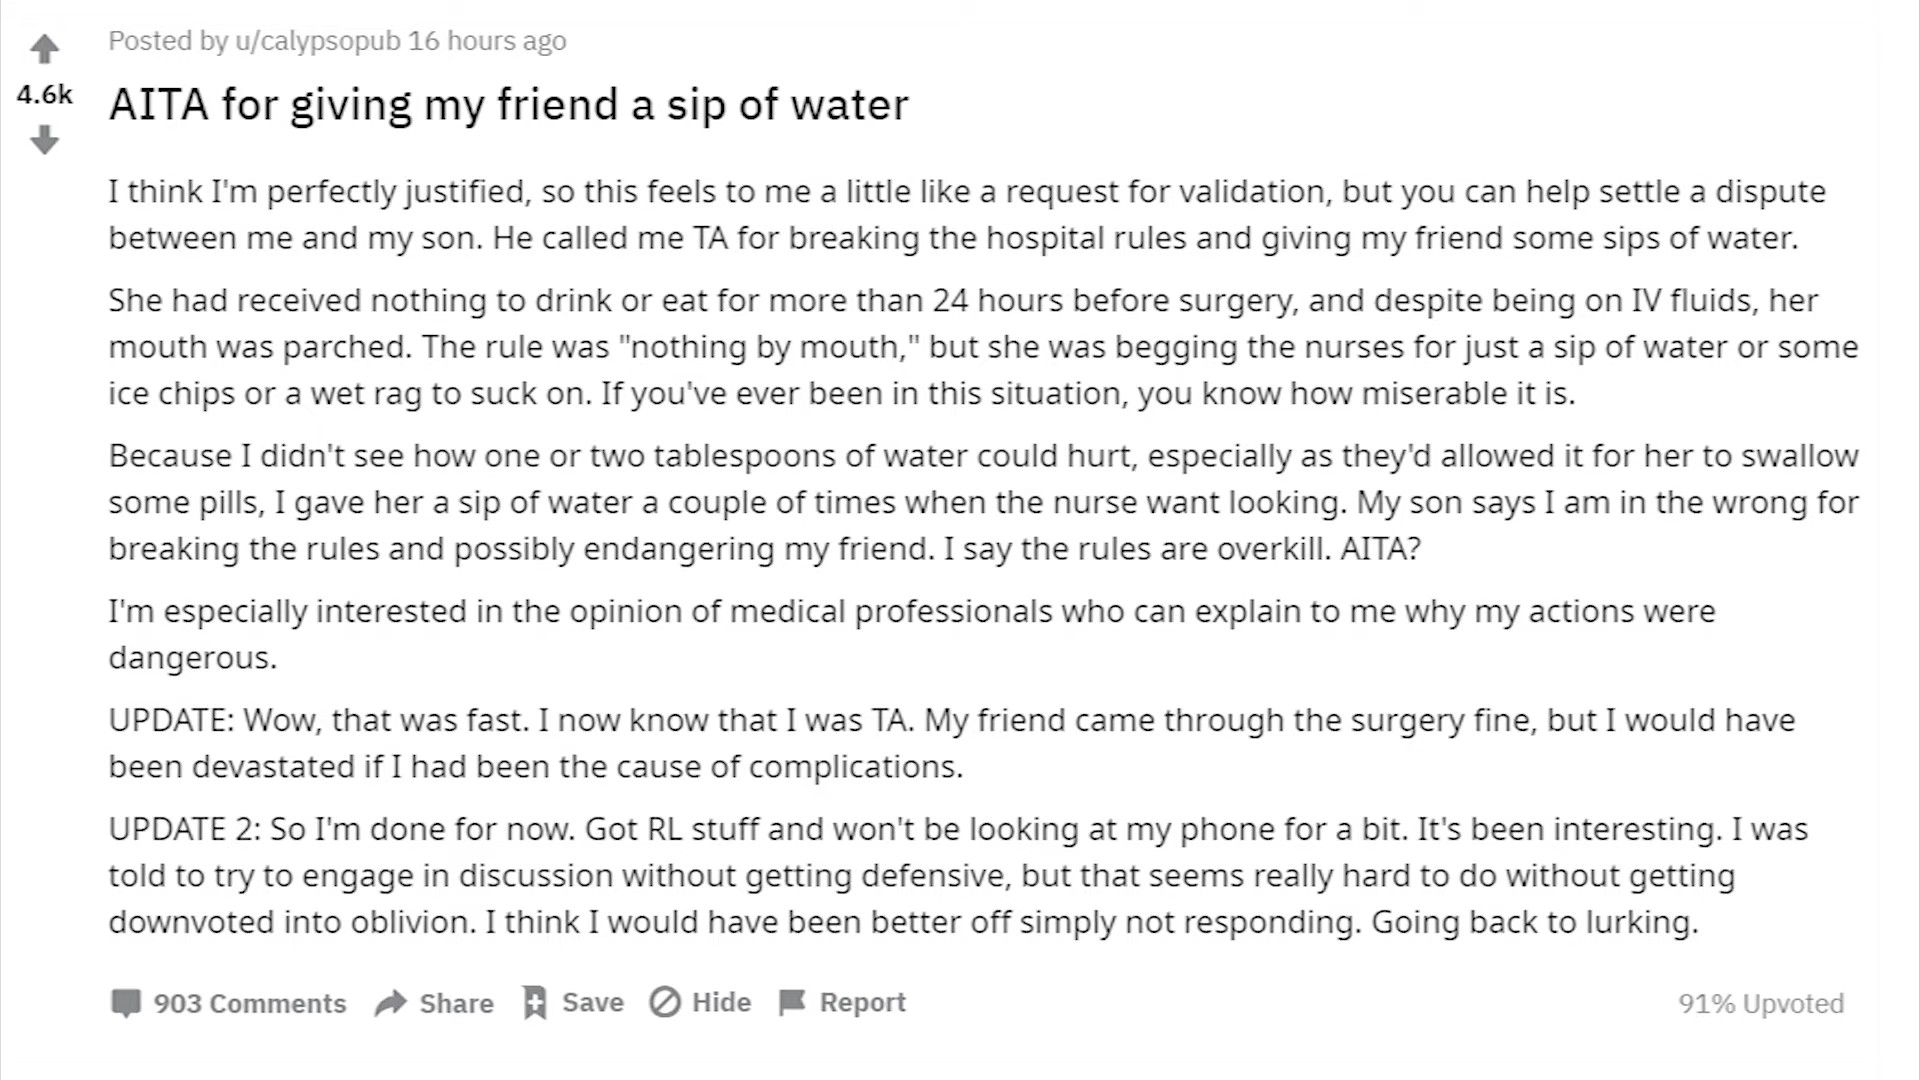 Posted by u/calypsopub 16 hours ago
4.6k
AITA for giving my friend a sip of water
I think I'm perfectly justified, so this feels to me a little like a request for validation, but you can help settle a dispute
between me and my son. He called me TA for breaking the hospital rules and giving my friend some sips of water.
She had received nothing to drink or eat for more than 24 hours before surgery, and despite being on IV fluids, her
mouth was parched. The rule was "nothing by mouth," but she was begging the nurses for just a sip of water or some
ice chips or a wet rag to suck on. If you've ever been in this situation, you know how miserable it is.
Because I didn't see how one or two tablespoons of water could hurt, especially as they'd allowed it for her to swallow
some pills, I gave her a sip of water a couple of times when the nurse want looking. My son says I am in the wrong for
breaking the rules and possibly endangering my friend. I say the rules are overkill. AITA?
I'm especially interested in the opinion of medical professionals who can explain to me why my actions were
dangerous.
UPDATE: Wow, that was fast. I now know that I was TA. My friend came through the surgery fine, but I would have
been devastated if I had been the cause of complications.
UPDATE 2: So I'm done for now. Got RL stuff and won't be looking at my phone for a bit. It's been interesting. I was
told to try to engage in discussion without getting defensive, but that seems really hard to do without getting
downvoted into oblivion. I think I would have been better off simply not responding. Going back to lurking.
903 Comments Share Save Hide Report 91% Upvoted